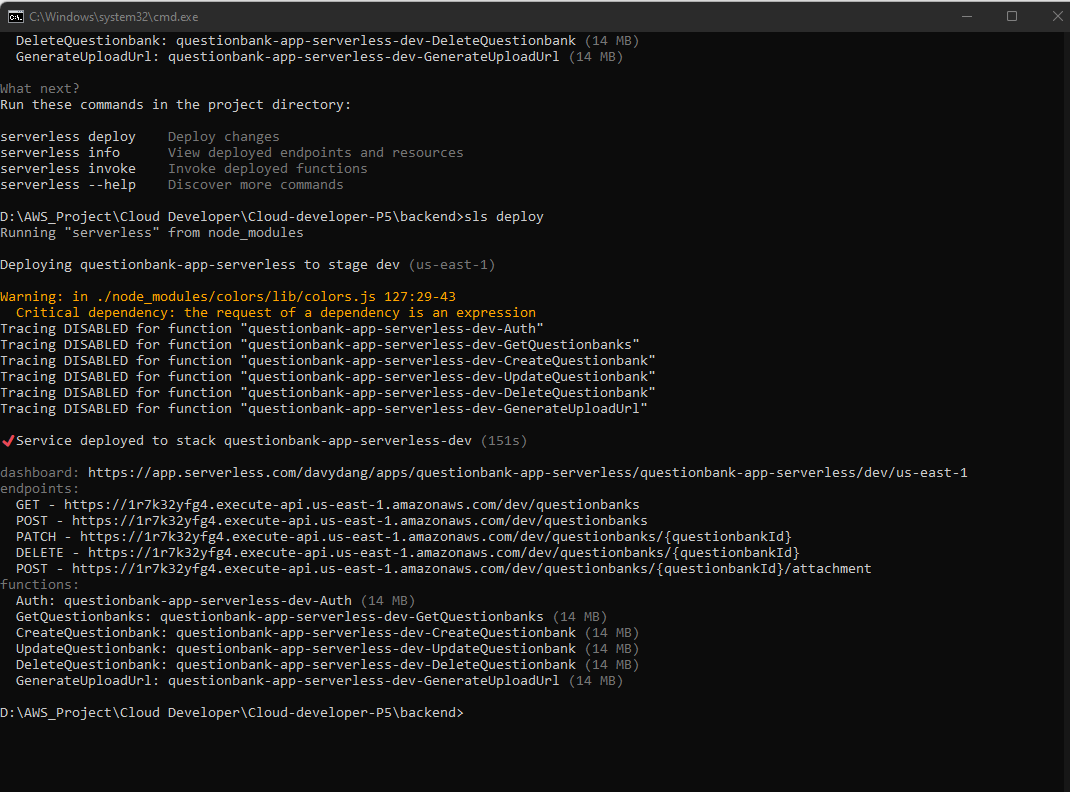 C:\Windows\system32\cmd.exe
DeleteQuestionbank: questionbank-app-serverless-dev-DeleteQuestionbank (14 MB)
GenerateUploadUrl: questionbank-app-serverless-dev-GenerateUploadUrl (14 MB)
What next?
Run these commands in the project directory:
serverless deploy    Deploy changes
serverless info      View deployed endpoints and resources
serverless invoke    Invoke deployed functions
serverless --help    Discover more commands
D:\AWS_Project\Cloud Developer\Cloud-developer-P5\backend>sls deploy
Running "serverless" from node_modules
Deploying questionbank-app-serverless to stage dev (us-east-1)
Warning: in ./node_modules/colors/lib/colors.js 127:29-43
Critical dependency: the request of a dependency is an expression
Tracing DISABLED for function "questionbank-app-serverless-dev-Auth"
Tracing DISABLED for function "questionbank-app-serverless-dev-GetQuestionbanks"
Tracing DISABLED for function "questionbank-app-serverless-dev-CreateQuestionbank"
Tracing DISABLED for function "questionbank-app-serverless-dev-UpdateQuestionbank"
Tracing DISABLED for function "questionbank-app-serverless-dev-DeleteQuestionbank"
Tracing DISABLED for function "questionbank-app-serverless-dev-GenerateUploadUrl"
✔Service deployed to stack questionbank-app-serverless-dev (151s)
dashboard: https://app.serverless.com/davydang/apps/questionbank-app-serverless/questionbank-app-serverless/dev/us-east-1
endpoints:
GET - https://1r7k32yfg4.execute-api.us-east-1.amazonaws.com/dev/questionbanks
POST - https://1r7k32yfg4.execute-api.us-east-1.amazonaws.com/dev/questionbanks
PATCH - https://1r7k32yfg4.execute-api.us-east-1.amazonaws.com/dev/questionbanks/{questionbankId}
DELETE - https://1r7k32yfg4.execute-api.us-east-1.amazonaws.com/dev/questionbanks/{questionbankId}
POST - https://1r7k32yfg4.execute-api.us-east-1.amazonaws.com/dev/questionbanks/{questionbankId}/attachment
functions:
Auth: questionbank-app-serverless-dev-Auth (14 MB)
GetQuestionbanks: questionbank-app-serverless-dev-GetQuestionbanks (14 MB)
CreateQuestionbank: questionbank-app-serverless-dev-CreateQuestionbank (14 MB)
UpdateQuestionbank: questionbank-app-serverless-dev-UpdateQuestionbank (14 MB)
DeleteQuestionbank: questionbank-app-serverless-dev-DeleteQuestionbank (14 MB)
GenerateUploadUrl: questionbank-app-serverless-dev-GenerateUploadUrl (14 MB)
D:\AWS_Project\Cloud Developer\Cloud-developer-P5\backend>